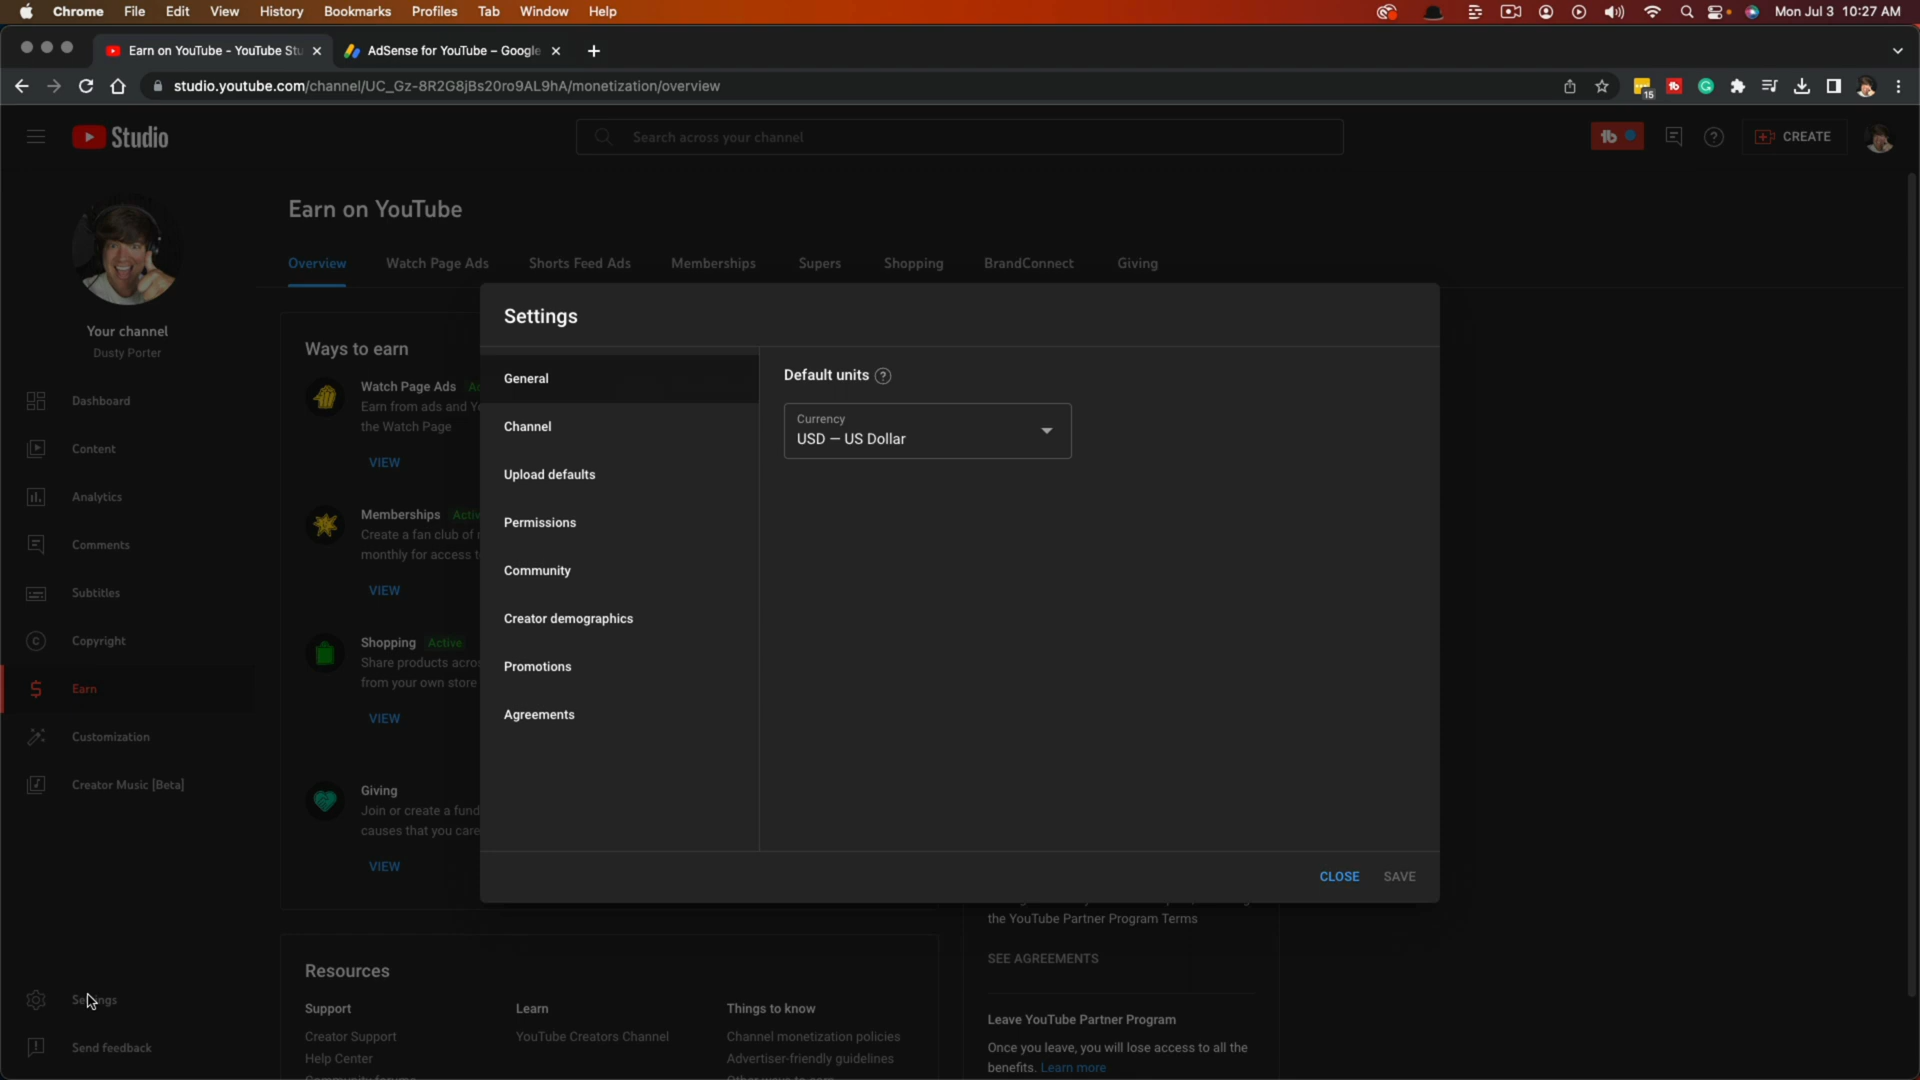 Chrome File Edit View History Bookmarks Profiles Tab Window Help
Mon Jul 3 10:27 AM
Earn on YouTube - YouTube Stu
AdSense for YouTube – Google
studio.youtube.com/channel/UC_Gz-8R2G8jBs20ro9AL9hA/monetization/overview
15
tb
Studio
Search across your channel
tb
CREATE
Your channel
Dusty Porter
Dashboard
Content
Analytics
Comments
Subtitles
Copyright
Earn
Customization
Creator Music [Beta]
Settings
Send feedback
Earn on YouTube
Overview Watch Page Ads Shorts Feed Ads Memberships Supers Shopping BrandConnect Giving
Ways to earn
Watch Page Ads Ac
Earn from ads and Y
the Watch Page
VIEW
Memberships Activ
Create a fan club of
monthly for access t
VIEW
Shopping Active
Share products acro
from your own store
VIEW
Giving
Join or create a fund
causes that you care
VIEW
Settings
General
Channel
Upload defaults
Permissions
Community
Creator demographics
Promotions
Agreements
Default units
Currency
USD — US Dollar
CLOSE SAVE
the YouTube Partner Program Terms
SEE AGREEMENTS
Leave YouTube Partner Program
Once you leave, you will lose access to all the
benefits. Learn more
Resources
Support
Creator Support
Help Center
Learn
YouTube Creators Channel
Things to know
Channel monetization policies
Advertiser-friendly guidelines